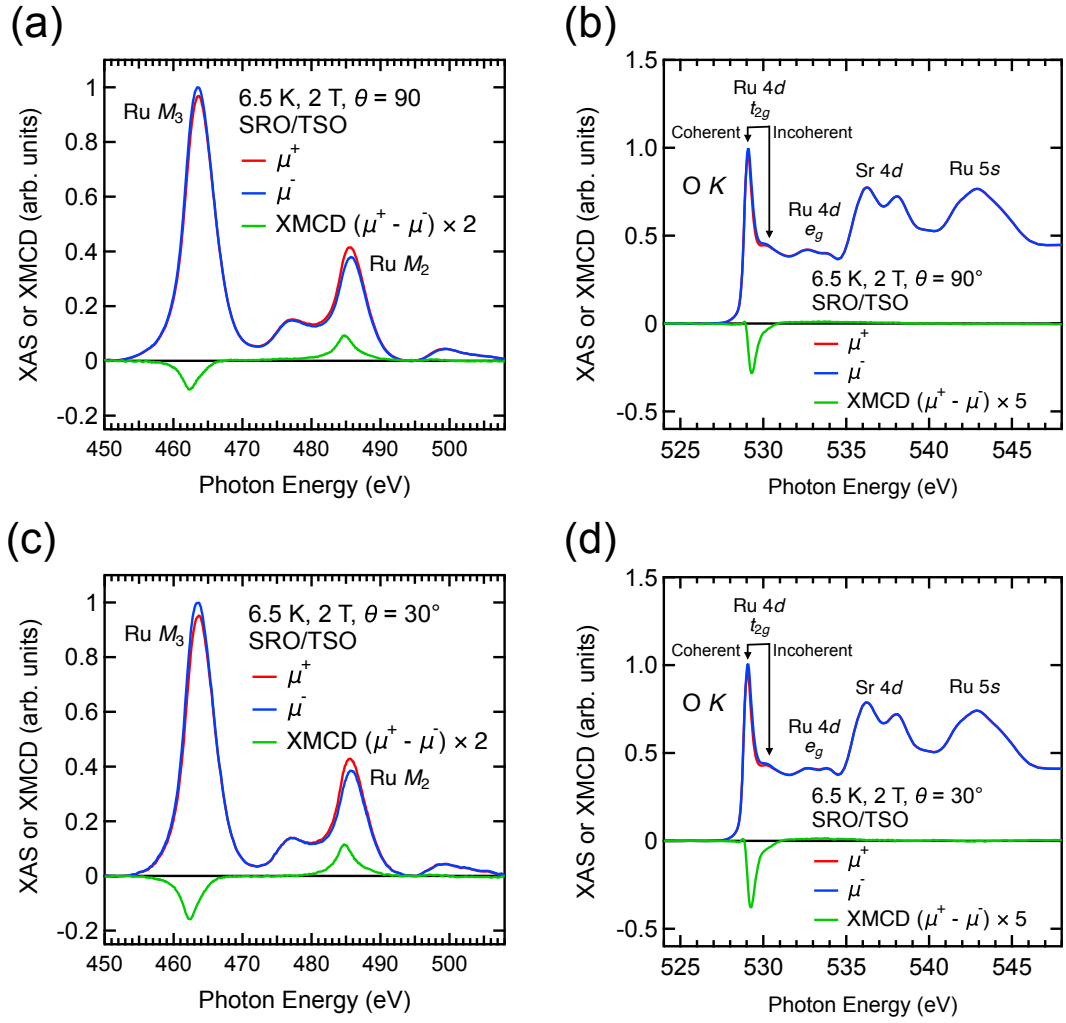 (a)
XAS or XMCD (arb. units)
1
0.8
0.6
0.4
0.2
0
-0.2
Ru M3
6.5 K, 2 T, θ = 90
SRO/TSO
μ+
μ-
XMCD (μ+ - μ-) × 2
Ru M2
450 460 470 480 490 500
Photon Energy (eV)
(b)
XAS or XMCD (arb. units)
1.5
1.0
0.5
0
-0.5
Ru 4d
t2g
Coherent Incoherent
O K
Ru 4d
eg
Sr 4d
Ru 5s
6.5 K, 2 T, θ = 90°
SRO/TSO
μ+
μ-
XMCD (μ+ - μ-) × 5
525 530 535 540 545
Photon Energy (eV)
(c)
XAS or XMCD (arb. units)
1
0.8
0.6
0.4
0.2
0
-0.2
Ru M3
6.5 K, 2 T, θ = 30°
SRO/TSO
μ+
μ-
XMCD (μ+ - μ-) × 2
Ru M2
450 460 470 480 490 500
Photon Energy (eV)
(d)
XAS or XMCD (arb. units)
1.5
1.0
0.5
0
-0.5
Ru 4d
t2g
Coherent Incoherent
O K
Ru 4d
eg
Sr 4d
Ru 5s
6.5 K, 2 T, θ = 30°
SRO/TSO
μ+
μ-
XMCD (μ+ - μ-) × 5
525 530 535 540 545
Photon Energy (eV)